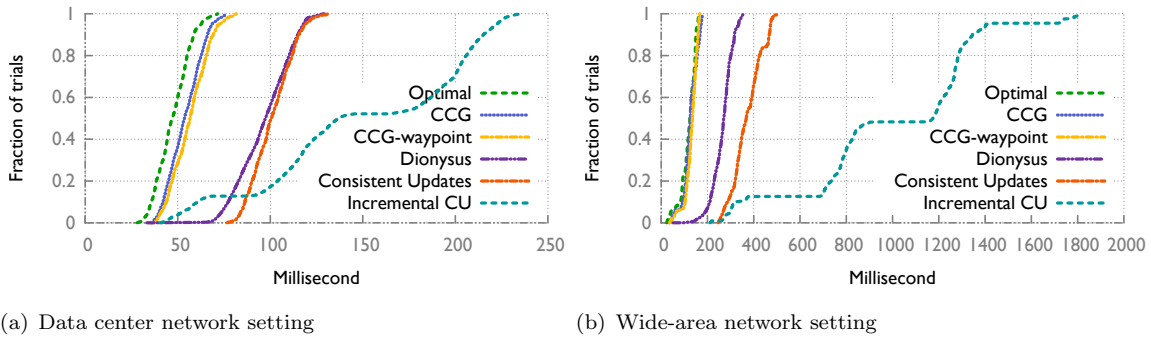 1
0.8
0.6
0.4
0.2
0
Fraction of trials
Optimal
CCG
CCG-waypoint
Dionysus
Consistent Updates
Incremental CU
0 50 100 150 200 250
Millisecond
(a) Data center network setting
1
0.8
0.6
0.4
0.2
0
Fraction of trials
Optimal
CCG
CCG-waypoint
Dionysus
Consistent Updates
Incremental CU
0 200 400 600 800 1000 1200 1400 1600 1800 2000
Millisecond
(b) Wide-area network setting